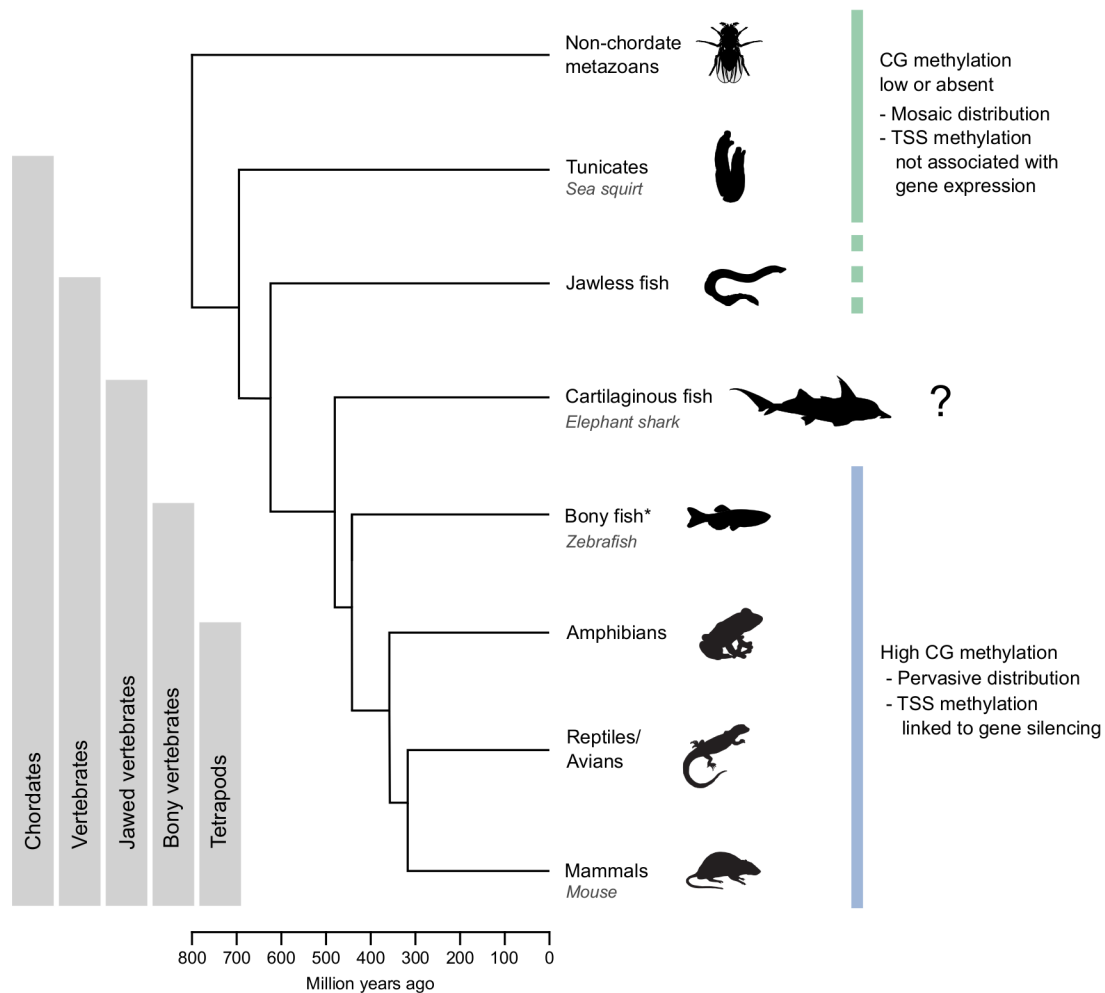 Non-chordate
metazoans
CG methylation
low or absent
- Mosaic distribution
- TSS methylation
not associated with
gene expression
Tunicates
Sea squirt
Jawless fish
Cartilaginous fish
Elephant shark
?
Bony fish*
Zebrafish
Amphibians
High CG methylation
- Pervasive distribution
- TSS methylation
linked to gene silencing
Reptiles/
Avians
Mammals
Mouse
Chordates
Vertebrates
Jawed vertebrates
Bony vertebrates
Tetrapods
800 700 600 500 400 300 200 100 0
Million years ago